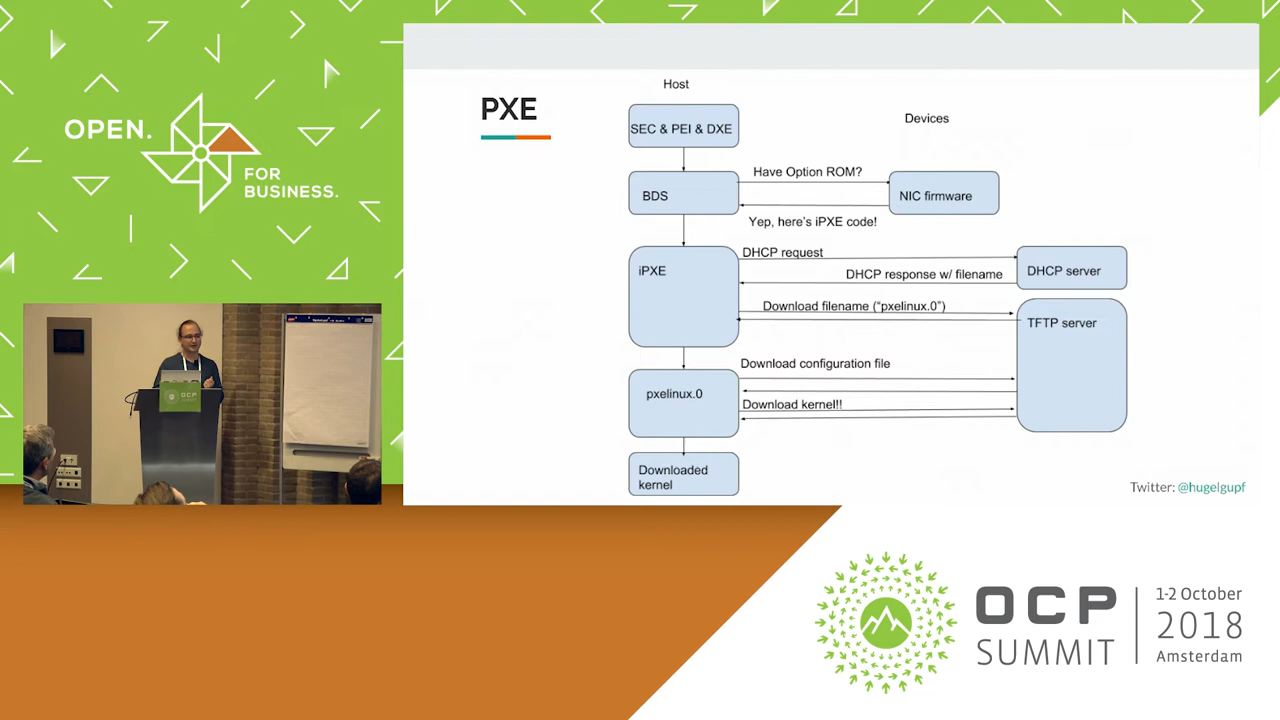 OPEN.
FOR
BUSINESS.
PXE
Host
Devices
SEC & PEI & DXE
BDS
Have Option ROM?
NIC firmware
Yep, here's iPXE code!
iPXE
DHCP request
DHCP server
DHCP response w/ filename
Download filename ("pxelinux.0")
TFTP server
Download configuration file
pxelinux.0
Download kernel!!
Downloaded
kernel
Twitter: @hugelgupf
OCP
OCP
SUMMIT
1-2 October
2018
Amsterdam